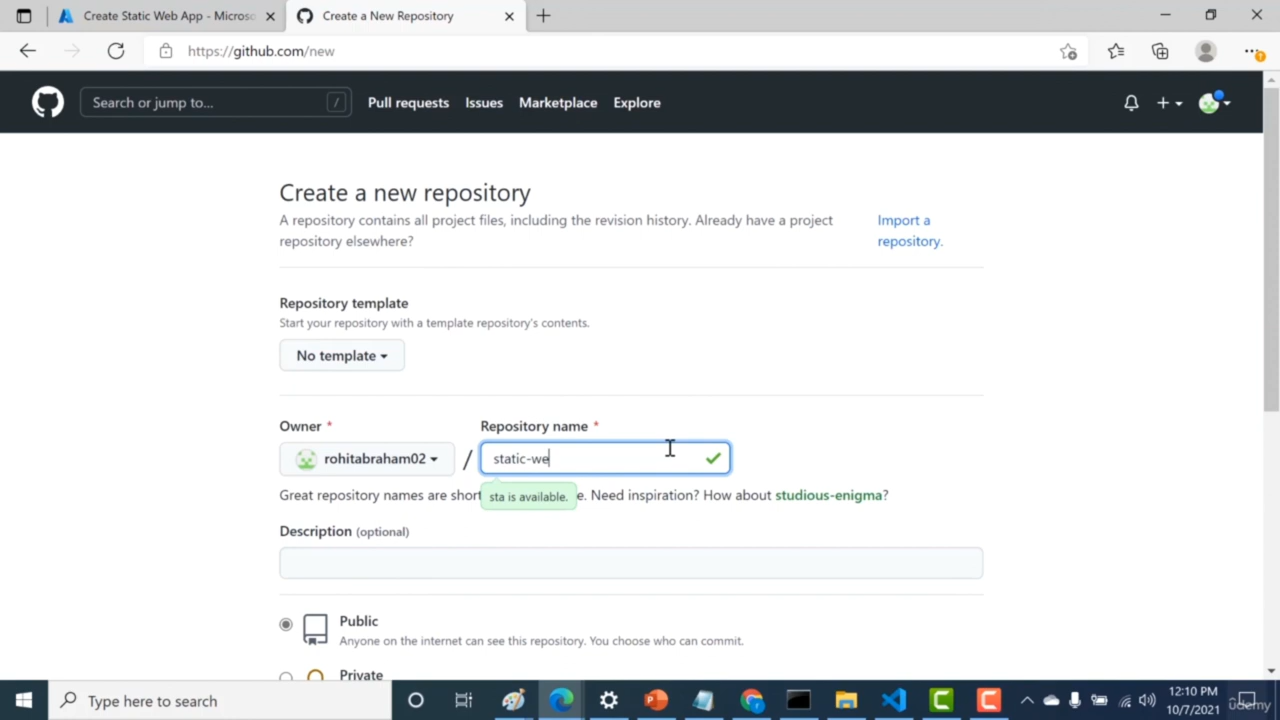 Create Static Web App - Microso
Create a New Repository
https://github.com/new
Search or jump to... /
Pull requests Issues Marketplace Explore
Create a new repository
A repository contains all project files, including the revision history. Already have a project
repository elsewhere?
Import a
repository.
Repository template
Start your repository with a template repository's contents.
No template
Owner *
Repository name *
rohitabraham02 / static-we
Great repository names are short
sta is available.
e. Need inspiration? How about studious-enigma?
Description (optional)
Public
Anyone on the internet can see this repository. You choose who can commit.
Private
Type here to search
12:10 PM
10/7/2021
udemy